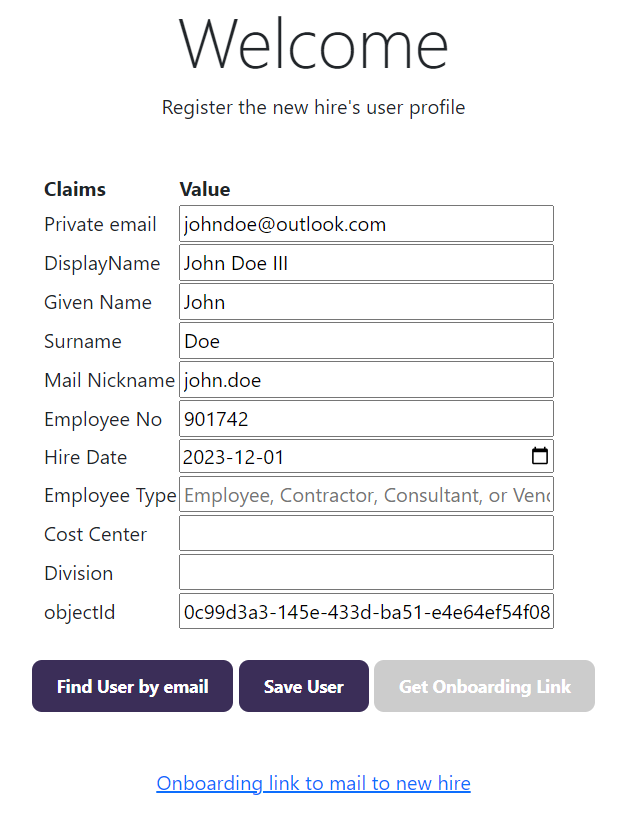 Welcome
Register the new hire's user profile
Claims Value
Private email johndoe@outlook.com
DisplayName John Doe III
Given Name John
Surname Doe
Mail Nickname john.doe
Employee No 901742
Hire Date 2023-12-01
Employee Type Employee, Contractor, Consultant, or Vend
Cost Center
Division
objectId 0c99d3a3-145e-433d-ba51-e4e64ef54f08
Find User by email Save User Get Onboarding Link
Onboarding link to mail to new hire